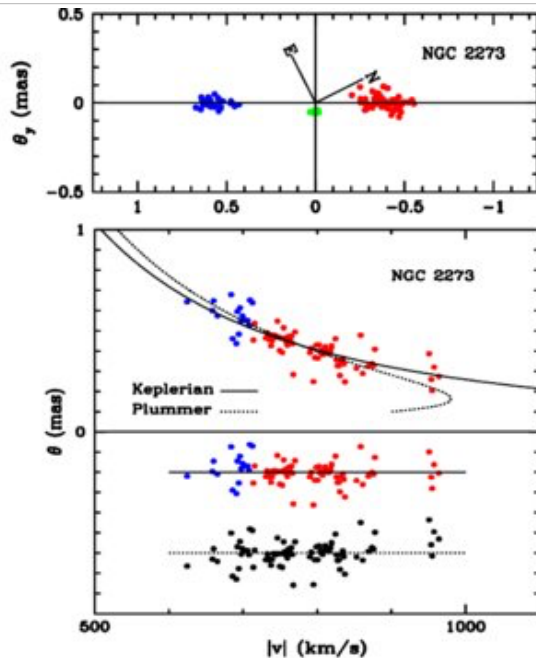 0.5
E
N
NGC 2273
θy (mas)
0
-0.5
1 0.5 0 -0.5 -1
1
NGC 2273
Keplerian
Plummer
θ (mas)
0
500 1000
|v| (km/s)